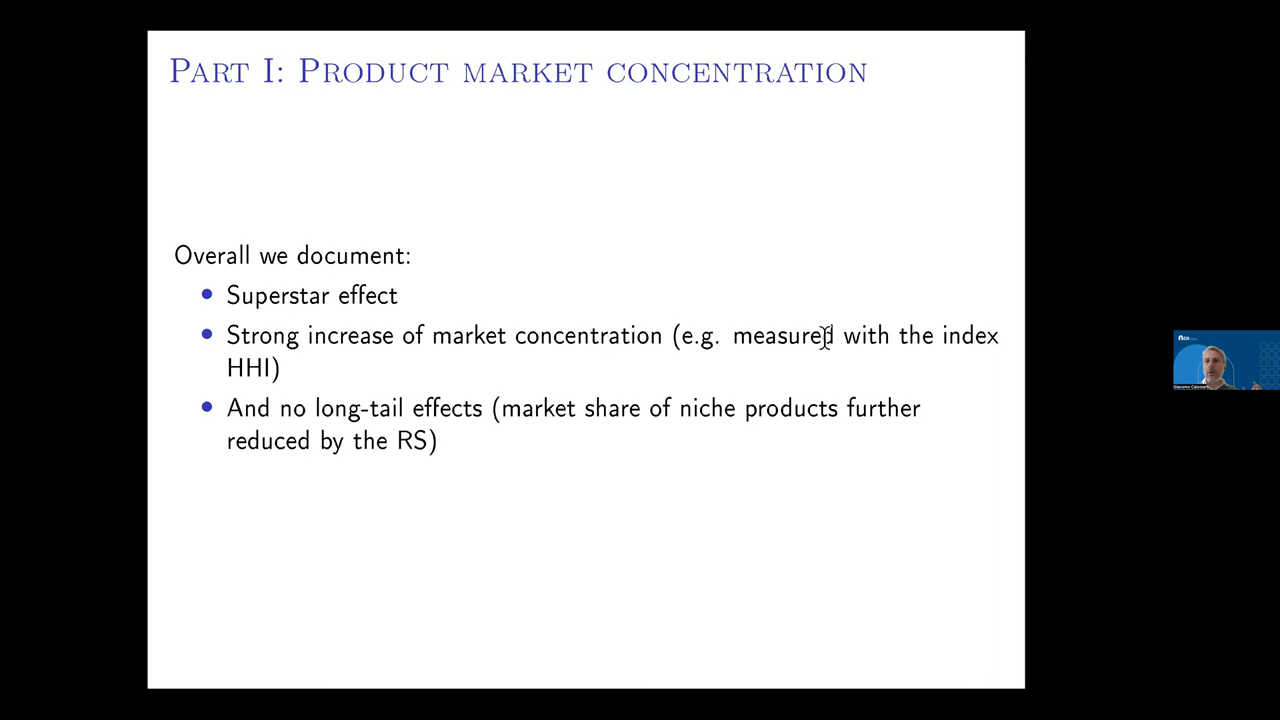 PART I: PRODUCT MARKET CONCENTRATION
Overall we document:
• Superstar effect
• Strong increase of market concentration (e.g. measured with the index
HHI)
• And no long-tail effects (market share of niche products further
reduced by the RS)